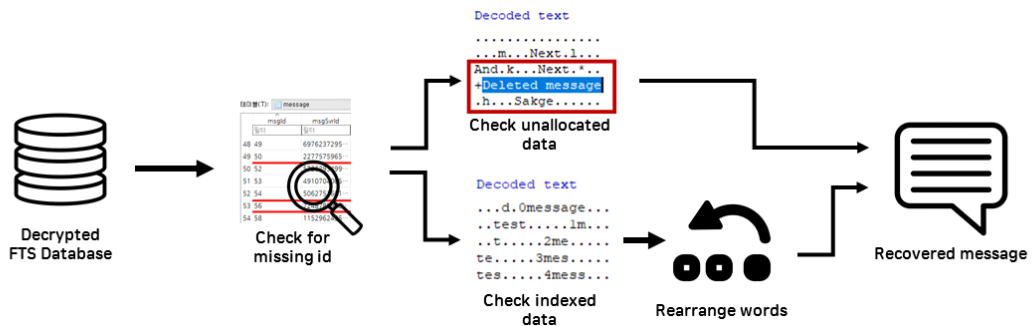 Decoded text
................
...m...Next.l...
And.k...Next.*..
+Deleted message
.h...Sakge......
Check unallocated
data
테이블(T): message
msgId msgSvrId
필터 필터
48 49 6976237295...
49 50 2277575965...
50 52
51 53 4910704
52 54 5062757
53 56
54 58 1152962
Decrypted
FTS Database
Check for
missing id
Decoded text
...d.0message...
..test.....1m...
..t.....2me.....
te.....3mes.....
tes.....4mess...
Check indexed
data
Rearrange words
Recovered message